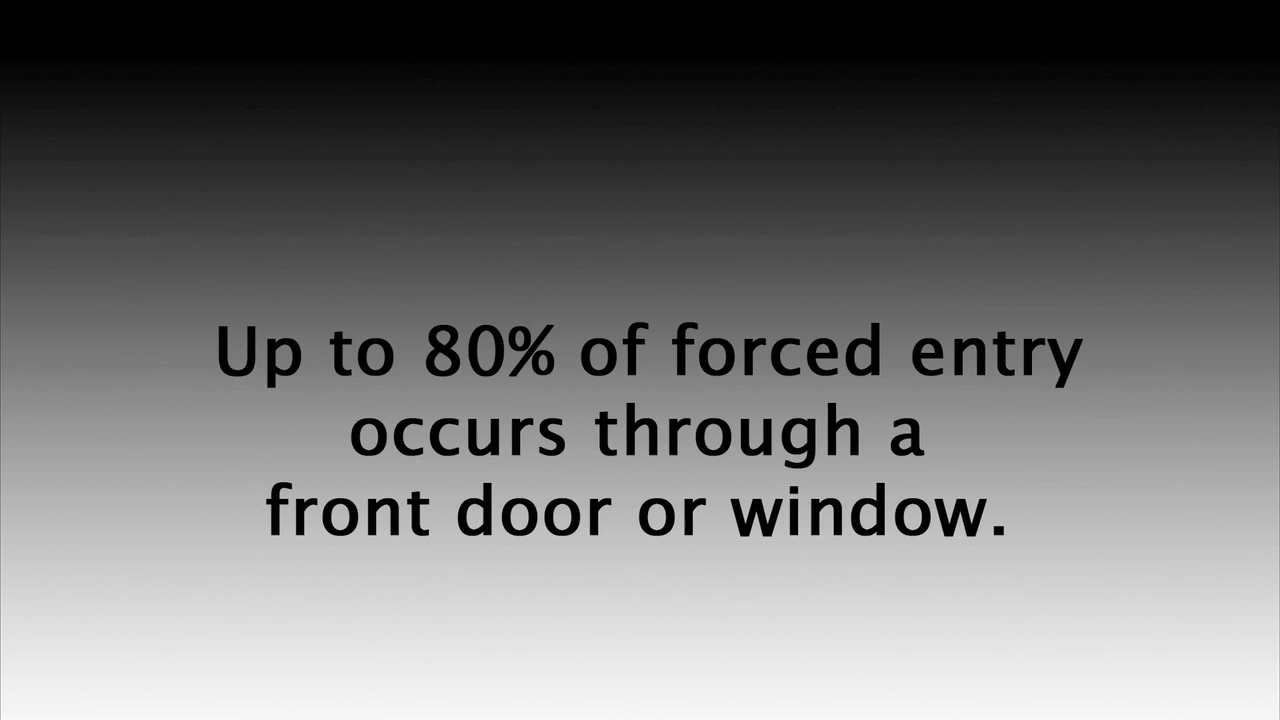 Up to 80% of forced entry
occurs through a
front door or window.